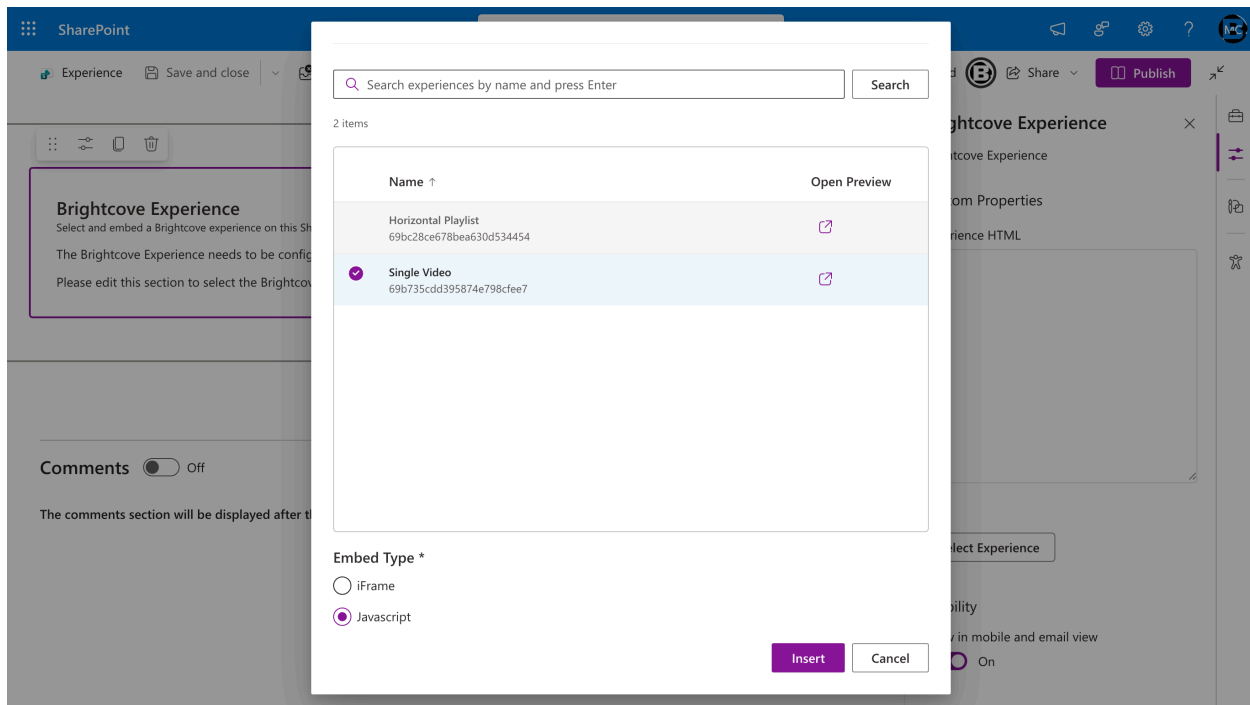 SharePoint
MC
Experience
Save and close
B
Share
Publish
Search experiences by name and press Enter
Search
2 items
Name ↑
Open Preview
Horizontal Playlist
69bc28ce678bea630d534454
Single Video
69b735cdd395874e798cfee7
Embed Type *
iFrame
Javascript
Insert
Cancel
Brightcove Experience
Select and embed a Brightcove experience on this Sh
The Brightcove Experience needs to be config
Please edit this section to select the Brightcov
Comments
Off
The comments section will be displayed after t
ghtcove Experience
tcove Experience
om Properties
rience HTML
lect Experience
bility
in mobile and email view
On